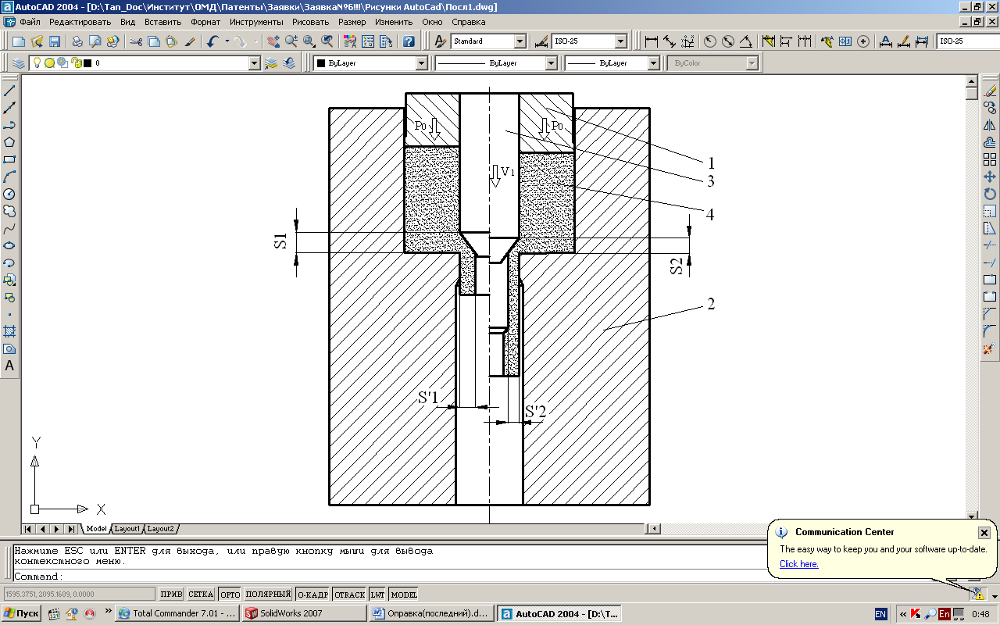 AutoCAD 2004 - [D:\Tan_Doc\Институт\ОМД\Патенты\Заявки\Заявка№6!!!\Рисунки AutoCad\Посл1.dwg]
Файл Редактировать Вид Вставить Формат Инструменты Рисовать Размер Изменить Окно Справка
Standard ISO-25 ISO-25
0 ByLayer ByLayer ByLayer ByColor
P0 P0
V1
1
3
4
S1
S2
2
S'1
S'2
Y
X
Model Layout1 Layout2
Communication Center
The easy way to keep you and your software up-to-date.
Click here.
Нажмите ESC или ENTER для выхода, или правую кнопку мыши для вывода
контекстного меню.
Command:
1595.3751, 2095.1609, 0.0000 ПРИВ СЕТКА ОРТО ПОЛЯРНЫЙ О-КАДР OTRACK LWT MODEL
Пуск Total Commander 7.01 - ... SolidWorks 2007 Оправка(последний).d... AutoCAD 2004 - [D:\T... EN En 0:48